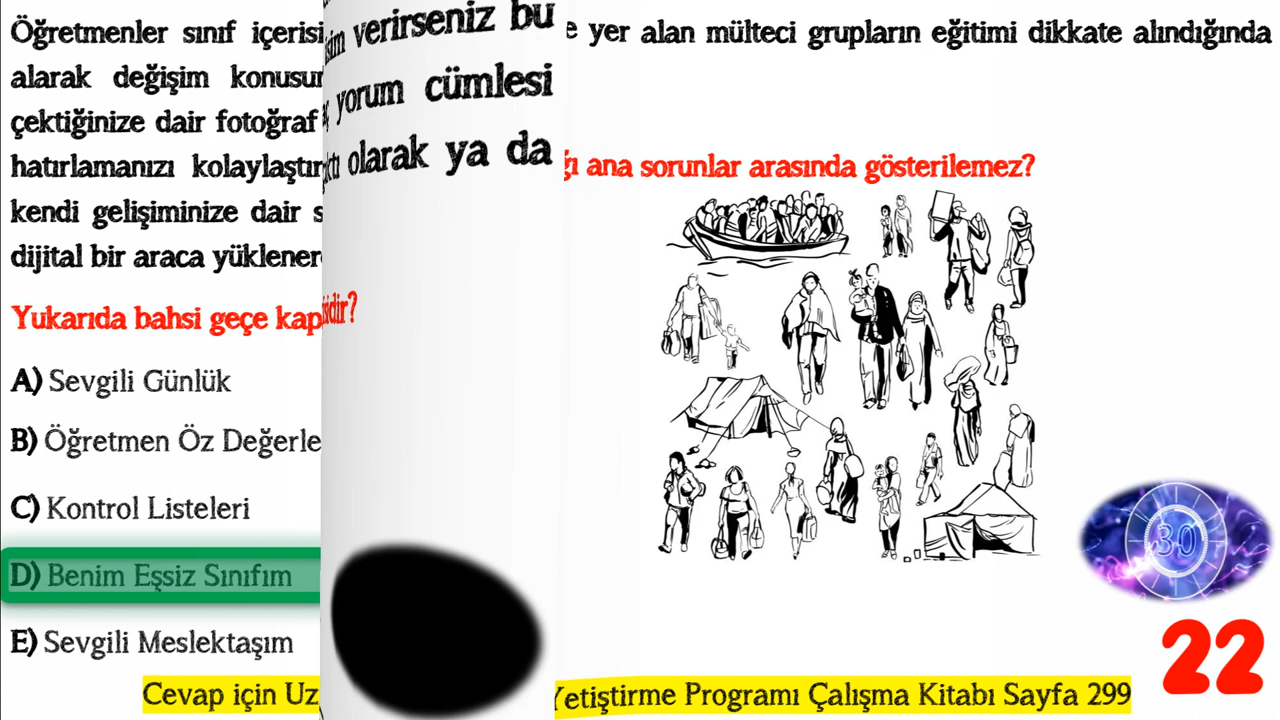 Öğretmenler sınıf içerisi
alarak değişim konusun
çektiğinize dair fotoğraf
hatırlamanızı kolaylaştır
kendi gelişiminize dair s
dijital bir araca yüklener
Yukarıda bahsi geçe kap
A) Sevgili Günlük
B) Öğretmen Öz Değerle
C) Kontrol Listeleri
D) Benim Eşsiz Sınıfım
E) Sevgili Meslektaşım
Cevap için Uz
verirseniz bu
yorum cümlesi
olarak ya da
e yer alan mülteci grupların eğitimi dikkate alındığında
ğı ana sorunlar arasında gösterilemez?
30
22
Yetiştirme Programı Çalışma Kitabı Sayfa 299